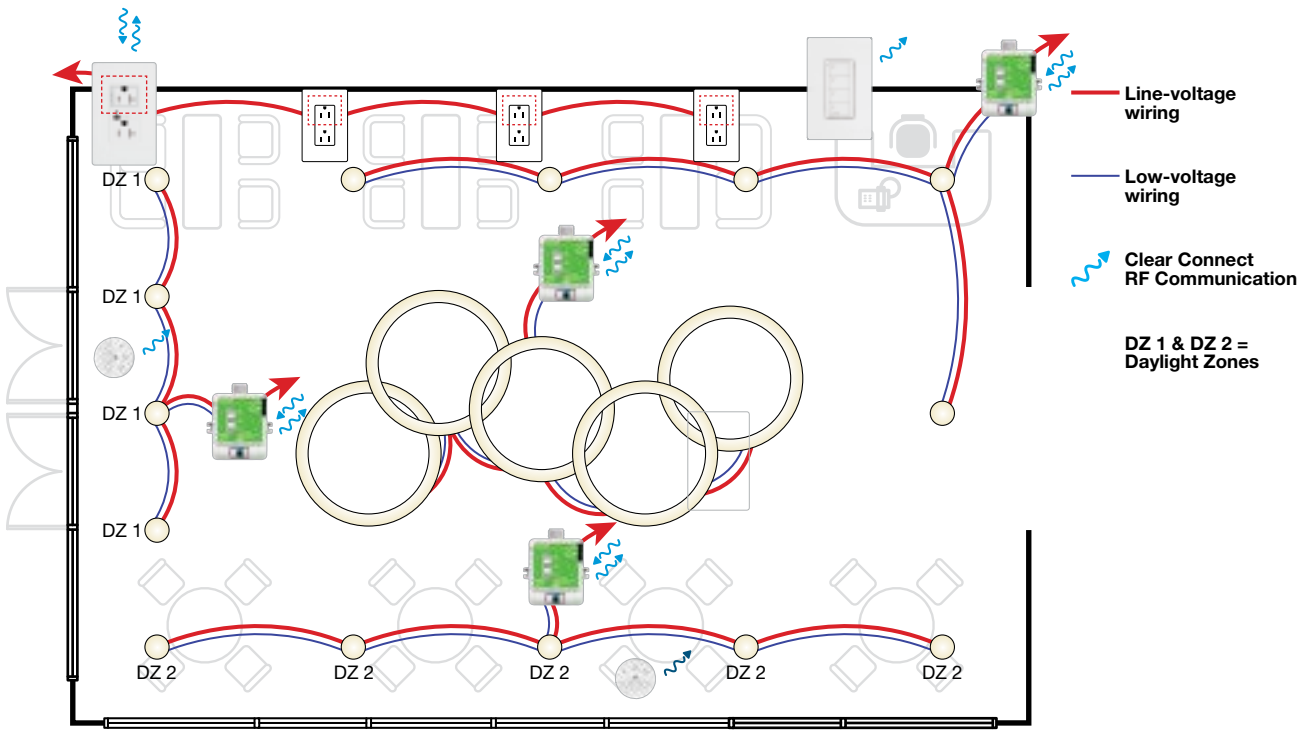 Line-voltage
wiring
Low-voltage
wiring
Clear Connect
RF Communication
DZ 1 & DZ 2 =
Daylight Zones
DZ 1
DZ 1
DZ 1
DZ 1
DZ 2
DZ 2
DZ 2
DZ 2
DZ 2